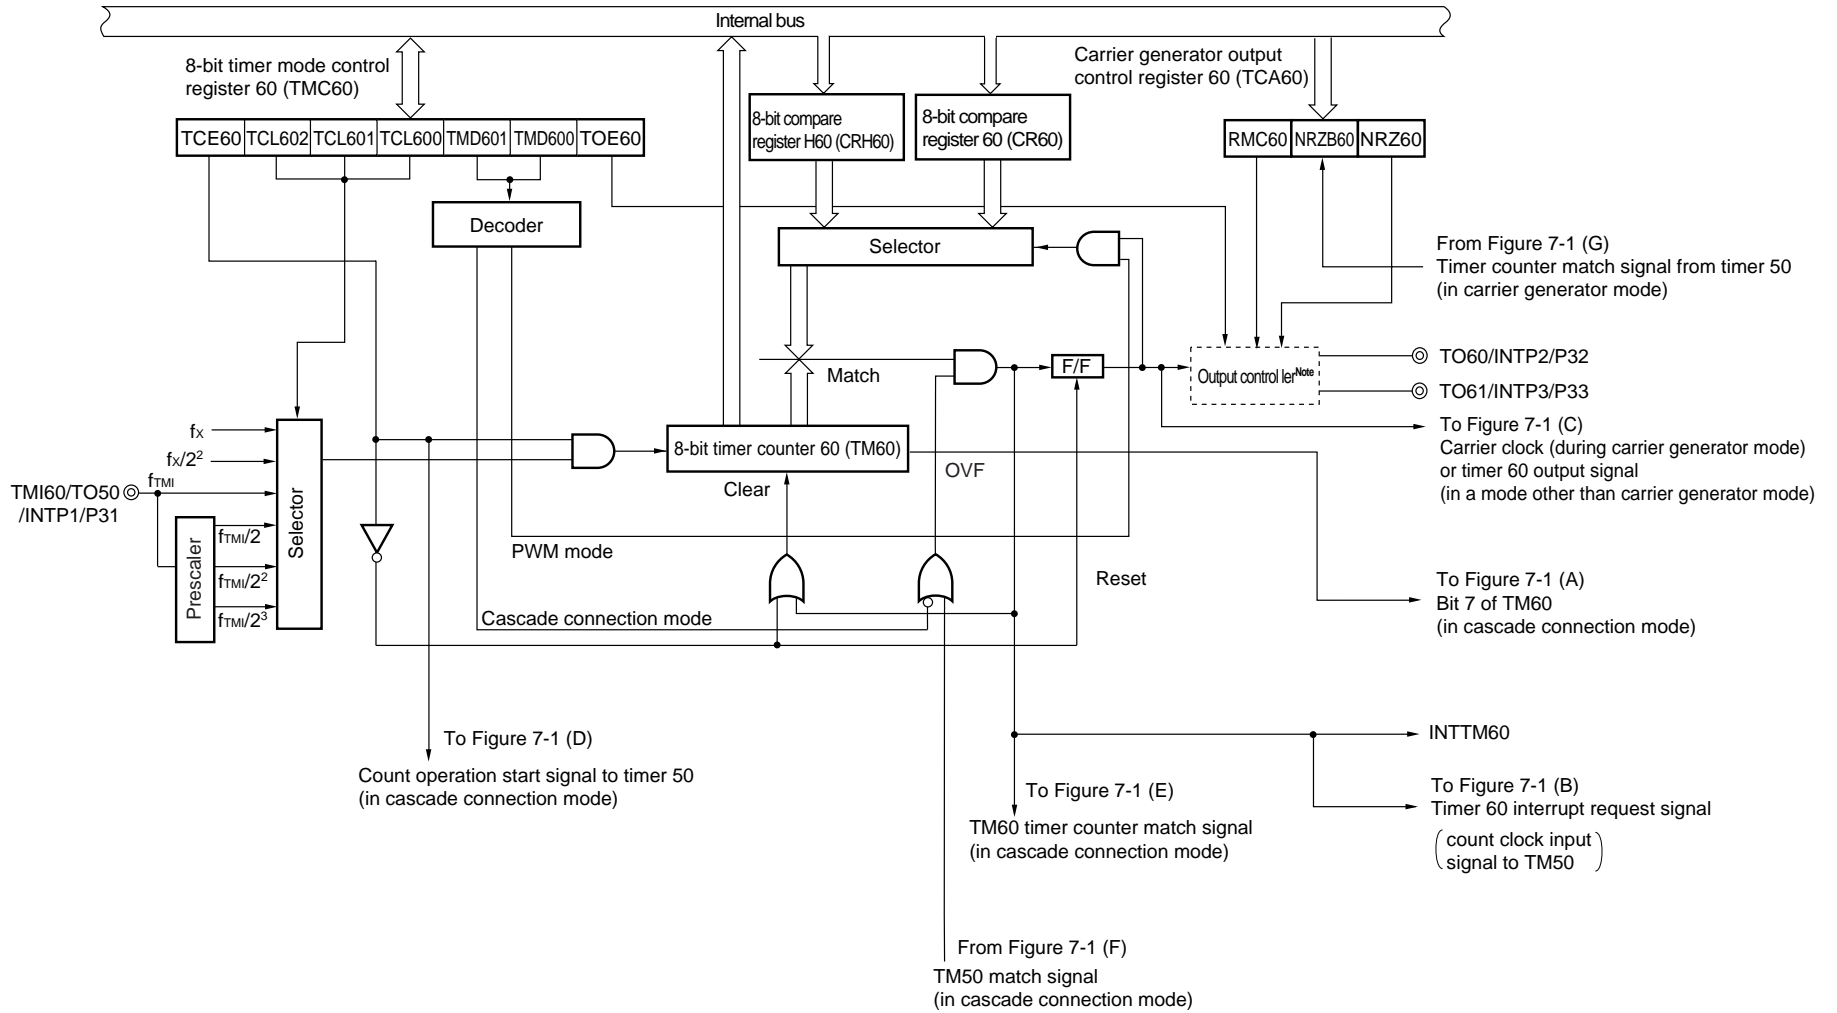 Internal bus
8-bit timer mode control
register 60 (TMC60)
Carrier generator output
control register 60 (TCA60)
8-bit compare
register H60 (CRH60)
8-bit compare
register 60 (CR60)
TCE60 TCL602 TCL601 TCL600 TMD601 TMD600 TOE60
RMC60 NRZB60 NRZ60
Decoder
Selector
From Figure 7-1 (G)
Timer counter match signal from timer 50
(in carrier generator mode)
Match
F/F
Output control ler Note
TO60/INTP2/P32
TO61/INTP3/P33
To Figure 7-1 (C)
Carrier clock (during carrier generator mode)
or timer 60 output signal
(in a mode other than carrier generator mode)
fX
fX/2²
fTMI
TMI60/TO50
/INTP1/P31
Prescaler
fTMI/2
fTMI/2²
fTMI/2³
Selector
8-bit timer counter 60 (TM60)
OVF
Clear
PWM mode
Reset
Cascade connection mode
To Figure 7-1 (A)
Bit 7 of TM60
(in cascade connection mode)
To Figure 7-1 (D)
Count operation start signal to timer 50
(in cascade connection mode)
INTTM60
To Figure 7-1 (E)
TM60 timer counter match signal
(in cascade connection mode)
To Figure 7-1 (B)
Timer 60 interrupt request signal
count clock input
signal to TM50
From Figure 7-1 (F)
TM50 match signal
(in cascade connection mode)